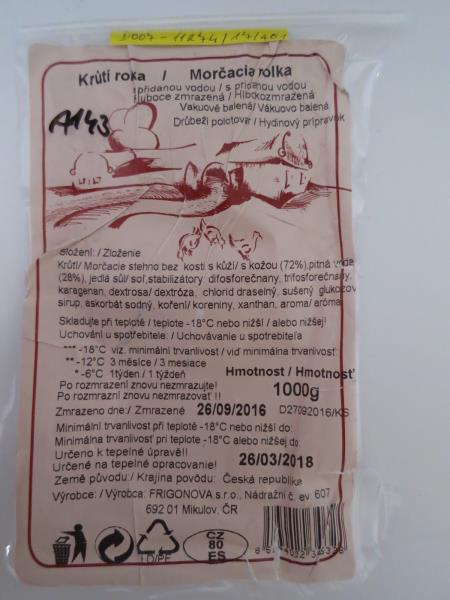 A143
Krůtí roka / Morčacia rolka
s přidanou vodou / s pridanou vodou
hluboce zmrazená / Hlbokozmrazená
Vakuově balená / Vákuovo balená
Drůbeží polotovar / Hydinový prípravok
Složení: / Zloženie
Krůtí/ Morčacie stehno bez kosti s kůží/ s kožou (72%), pitná voda
(28%), jedlá sůl/ soľ, stabilizátory: difosforečnany, trifosforečnany,
karagenan, dextrosa/ dextróza, chlorid draselný, sušený glukozov
sirup, askorbát sodný, koření/ koreniny, xanthan, aroma/ aróma
Skladujte při teplotě / teplote -18°C nebo nižší / alebo nižšej
Uchování u spotřebitele: / Uchovávanie u spotrebiteľa
*** -18°C viz. minimální trvanlivost / viď minimálna trvanlivosť
** -12°C 3 měsíce / 3 mesiace
* -6°C 1týden / 1 týždeň
Hmotnost / Hmotnosť
1000g
Po rozmrazení znovu nezmrazujte!
Po rozmrazní znovu nezmrazovať !!
Zmrazeno dne / Zmrazené 26/09/2016 D27092016/KS
Minimální trvanlivost při teplotě -18°C nebo nižší do:
Minimálna trvanlivosť pri teplote -18°C alebo nižšej do:
Určeno k tepelné úpravě!!
Určené na tepelné opracovanie! 26/03/2018
Země původu: / Krajina pôvodu: Česká republika
Výrobce: / Výrobca: FRIGONOVA s.r.o., Nádražní č. ev. 607
692 01 Mikulov, ČR
LD/PE
CZ
80
ES